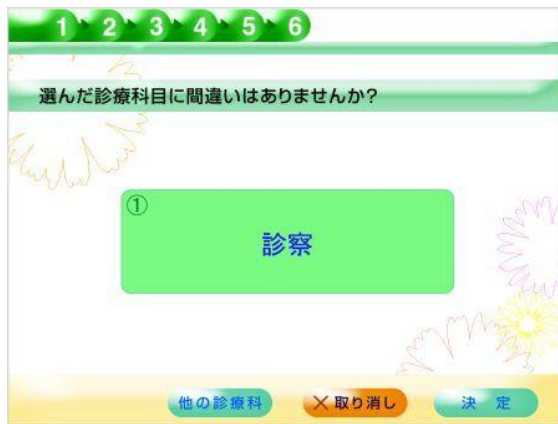 1 2 3 4 5 6
選んだ診療科目に間違いはありませんか?
①
診察
他の診療科 ×取り消し 決 定